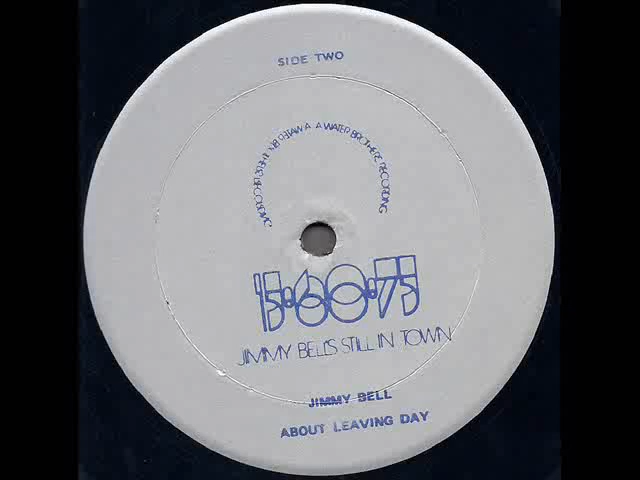 SIDE TWO
A WATER BROTHERS RECORDING
15·60·75
JIMMY BELL'S STILL IN TOWN
JIMMY BELL
ABOUT LEAVING DAY